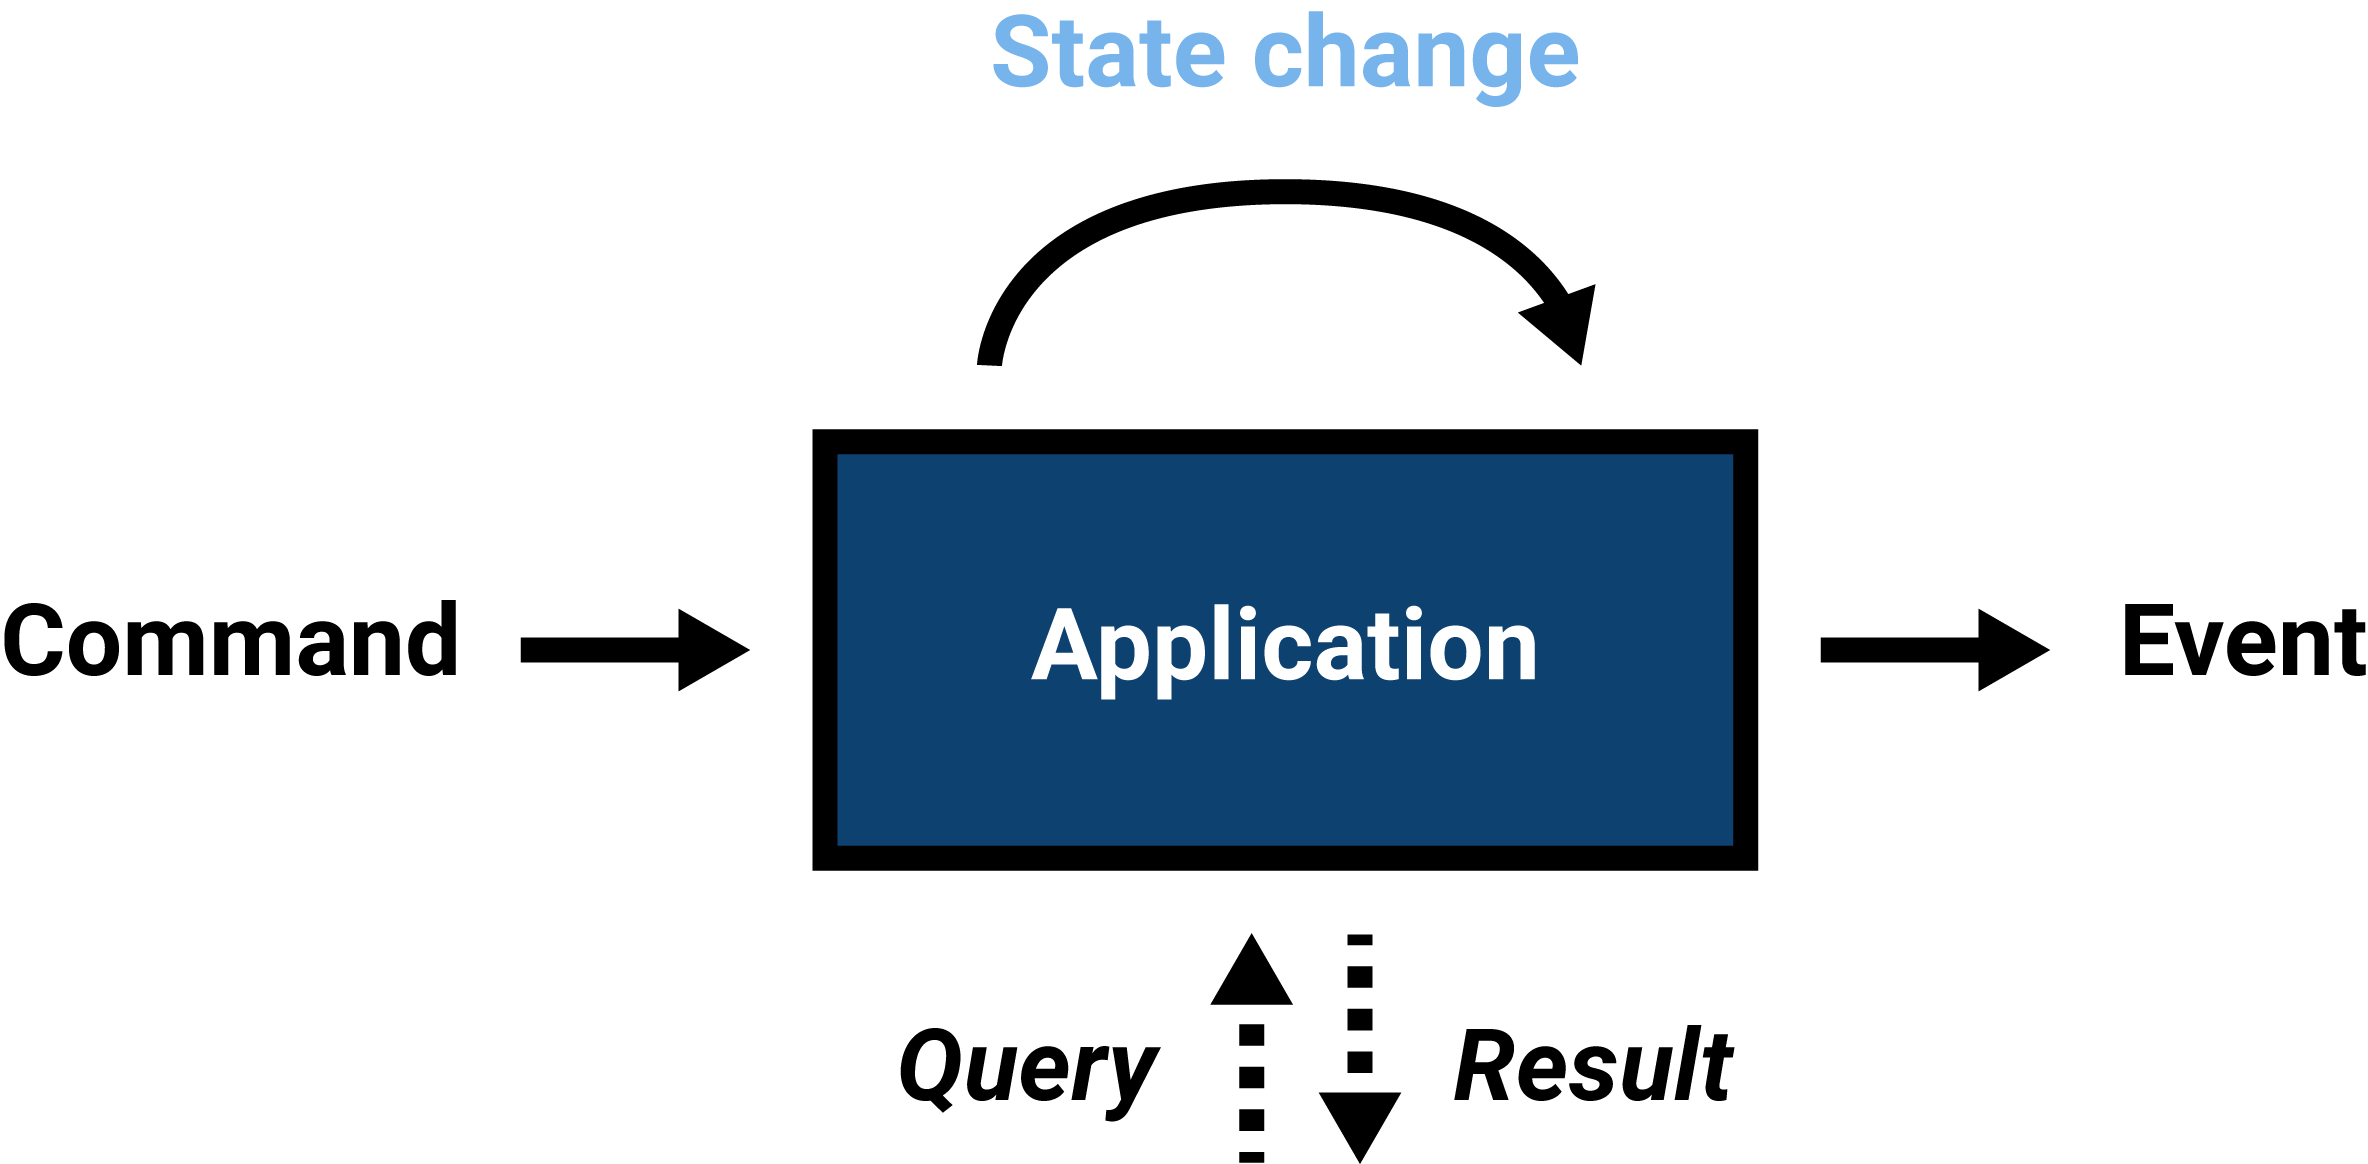 State change
Command
Application
Event
Query
Result